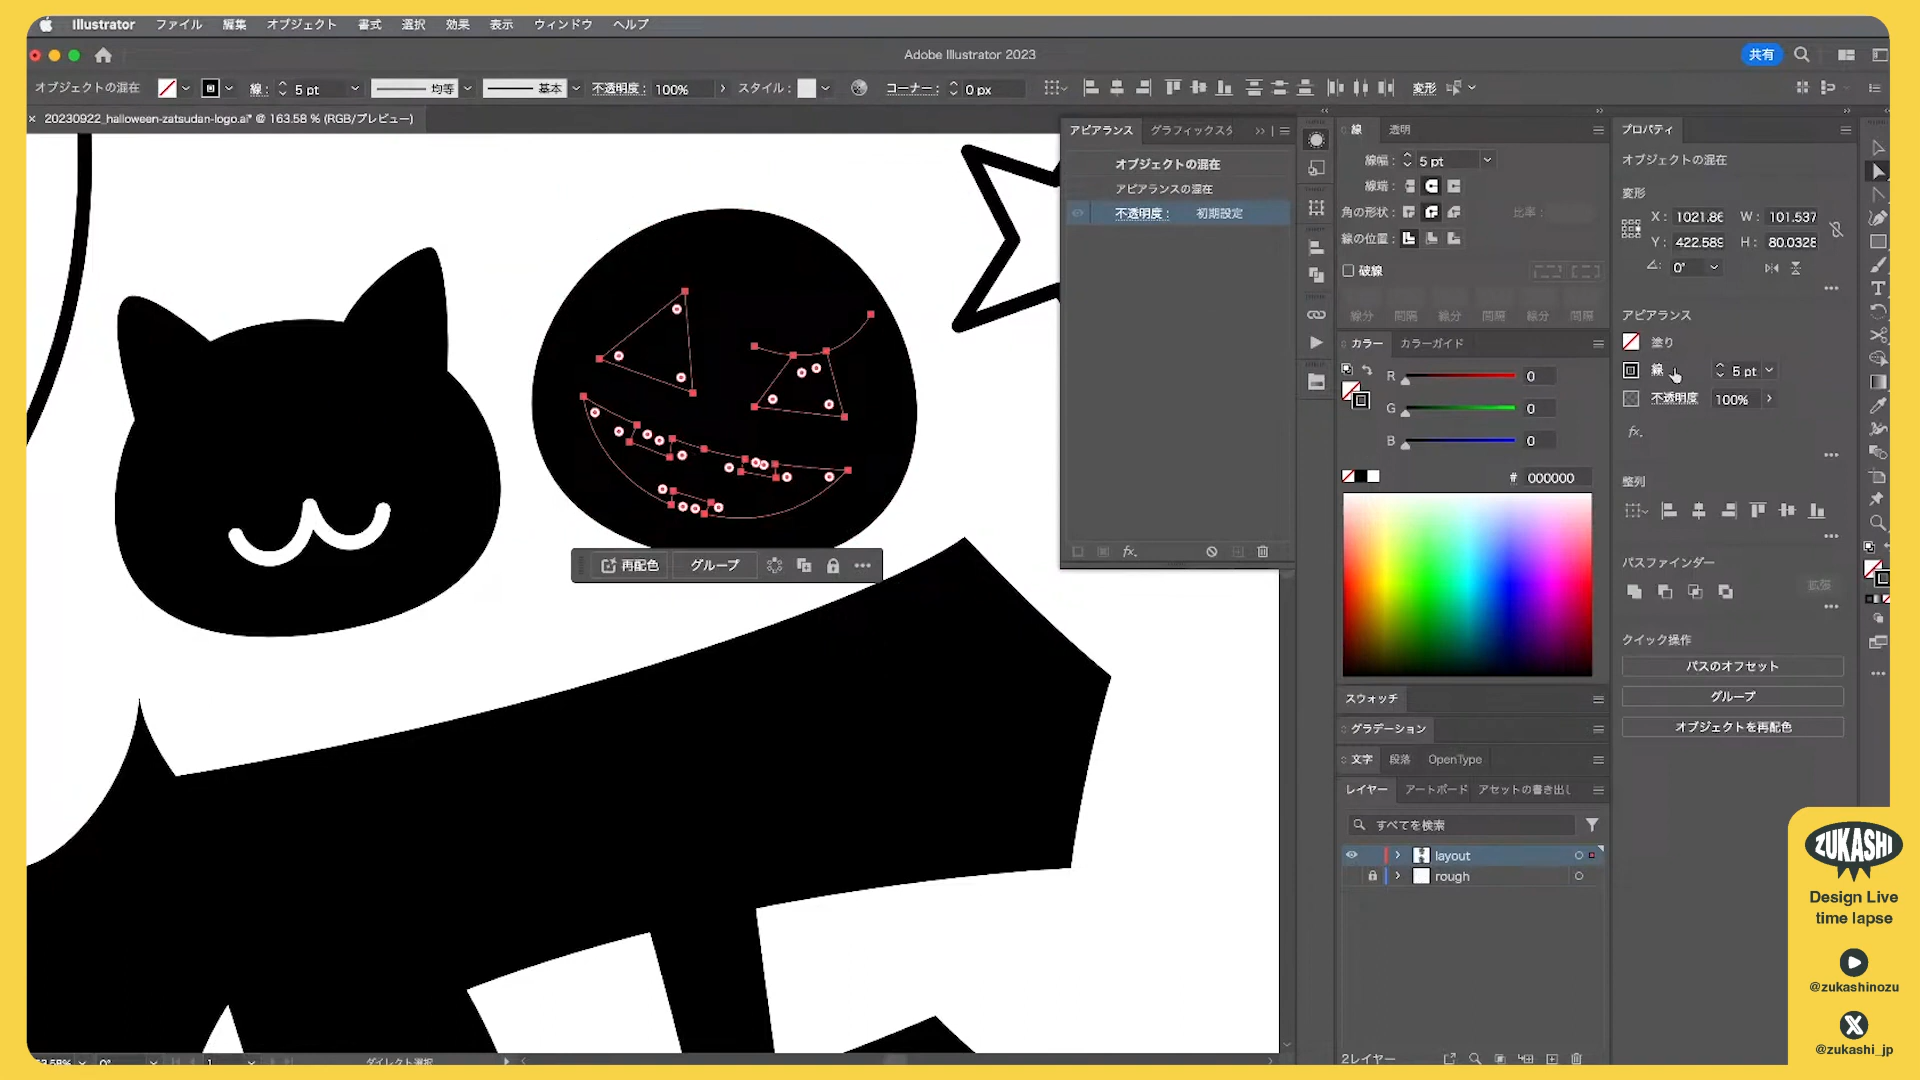 Illustrator ファイル 編集 オブジェクト 書式 選択 効果 表示 ウィンドウ ヘルプ
Adobe Illustrator 2023
共有
オブジェクトの混在 線: 5 pt 均等 基本 不透明度: 100% スタイル: コーナー: 0 px 変形
× 20230922_halloween-zatsudan-logo.ai* @ 163.58 % (RGB/プレビュー)
アピアランス グラフィックスタ
オブジェクトの混在
アピアランスの混在
不透明度: 初期設定
fx
再配色 グループ
線 透明
線幅: 5 pt
線端:
角の形状: 比率:
線の位置:
破線
線分 間隔 線分 間隔 線分 間隔
カラー カラーガイド
R 0
G 0
B 0
# 000000
スウォッチ
グラデーション
文字 段落 OpenType
レイヤー アートボード アセットの書き出し
すべてを検索
layout
rough
2レイヤー
プロパティ
オブジェクトの混在
変形
X: 1021.86 W: 101.537
Y: 422.589 H: 80.0328
0°
アピアランス
塗り
線 5 pt
不透明度 100%
fx
整列
パスファインダー
拡張
クイック操作
パスのオフセット
グループ
オブジェクトを再配色
ZUKASHI
Design Live
time lapse
@zukashinozu
@zukashi_jp
0° 1 ダイレクト選択